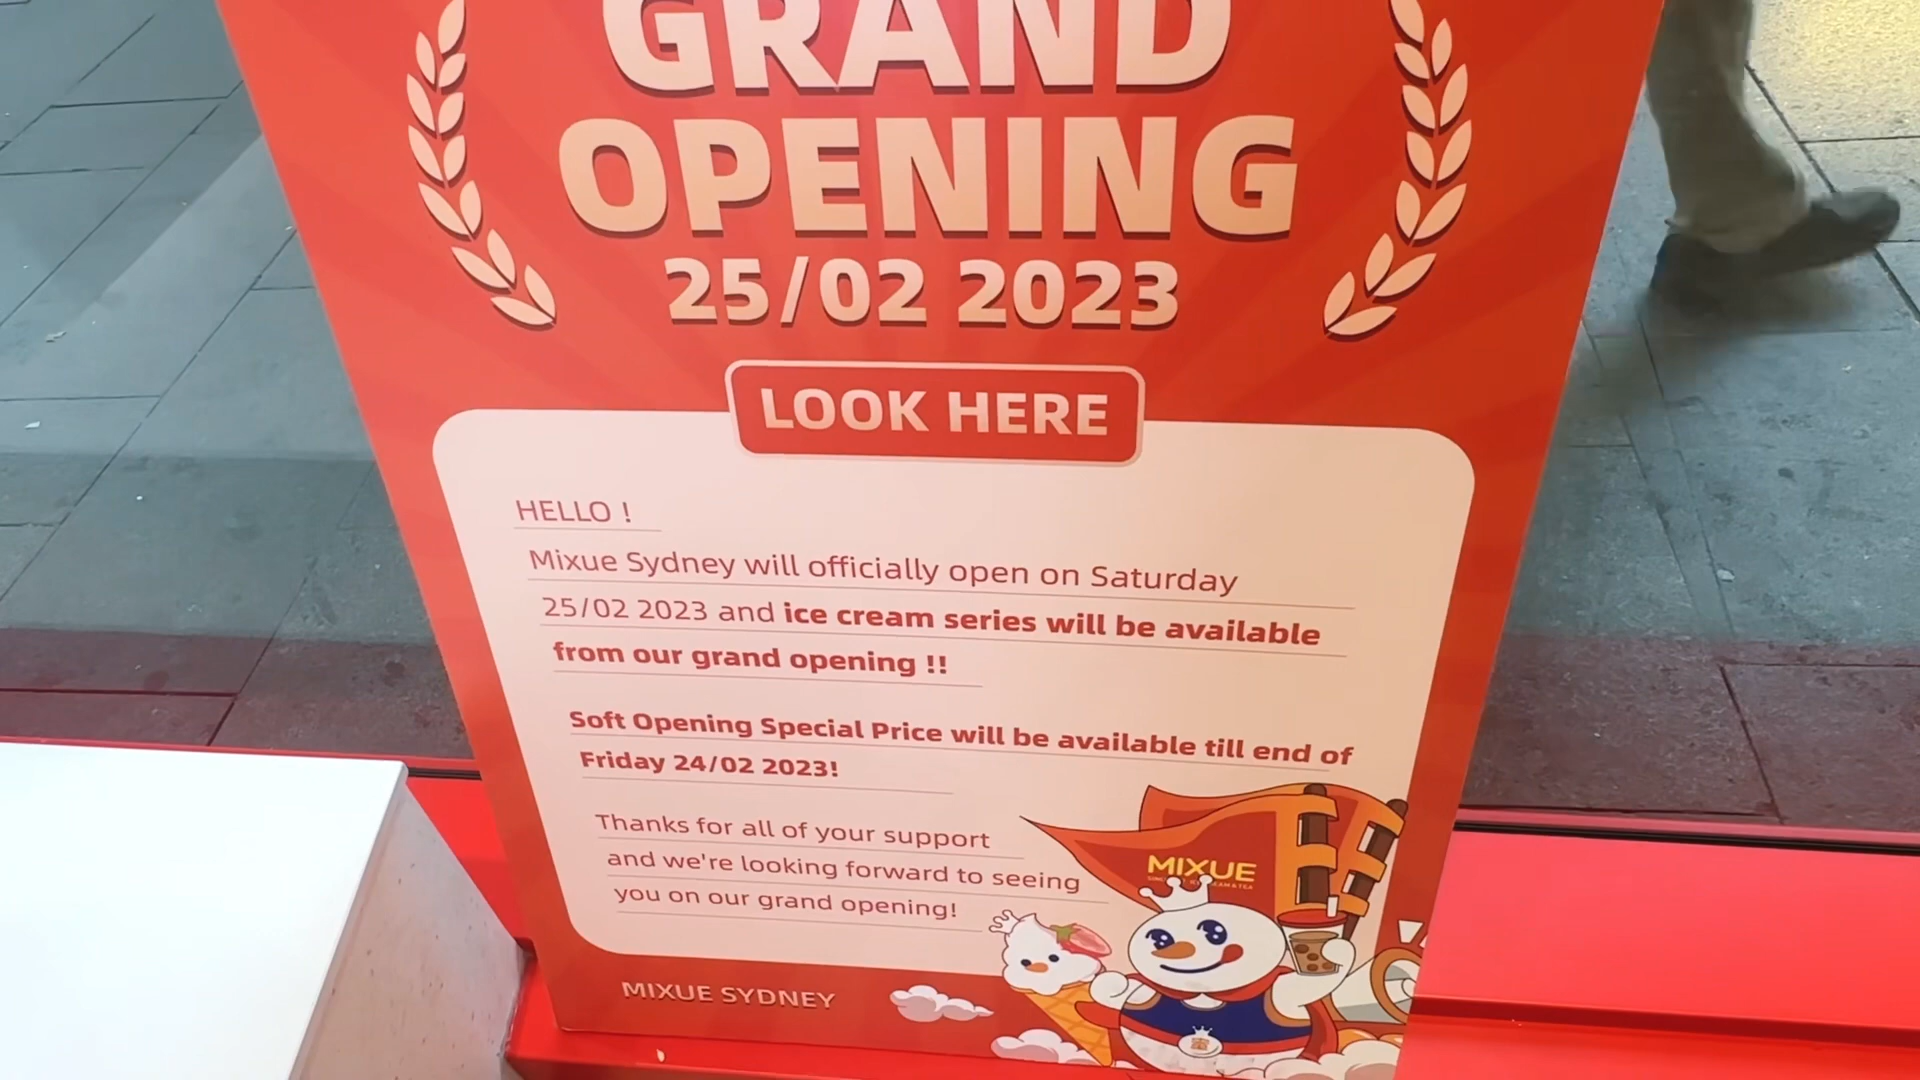 GRAND
OPENING
25/02 2023
LOOK HERE
HELLO !
Mixue Sydney will officially open on Saturday
25/02 2023 and ice cream series will be available
from our grand opening !!
Soft Opening Special Price will be available till end of
Friday 24/02 2023!
Thanks for all of your support
and we're looking forward to seeing
you on our grand opening!
MIXUE
MIXUE SYDNEY